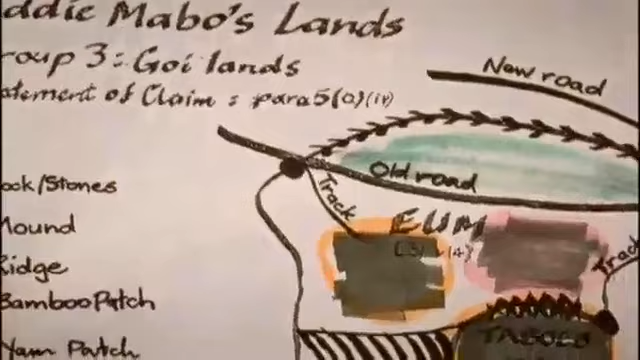 ddie Mabo's Lands
roup 3: Goi lands
atement of Claim : para5(a)(iv)
New road
ock/Stones
Old road
Track
Mound
EUM
Ridge
Track
Bamboo Patch
Yam Patch